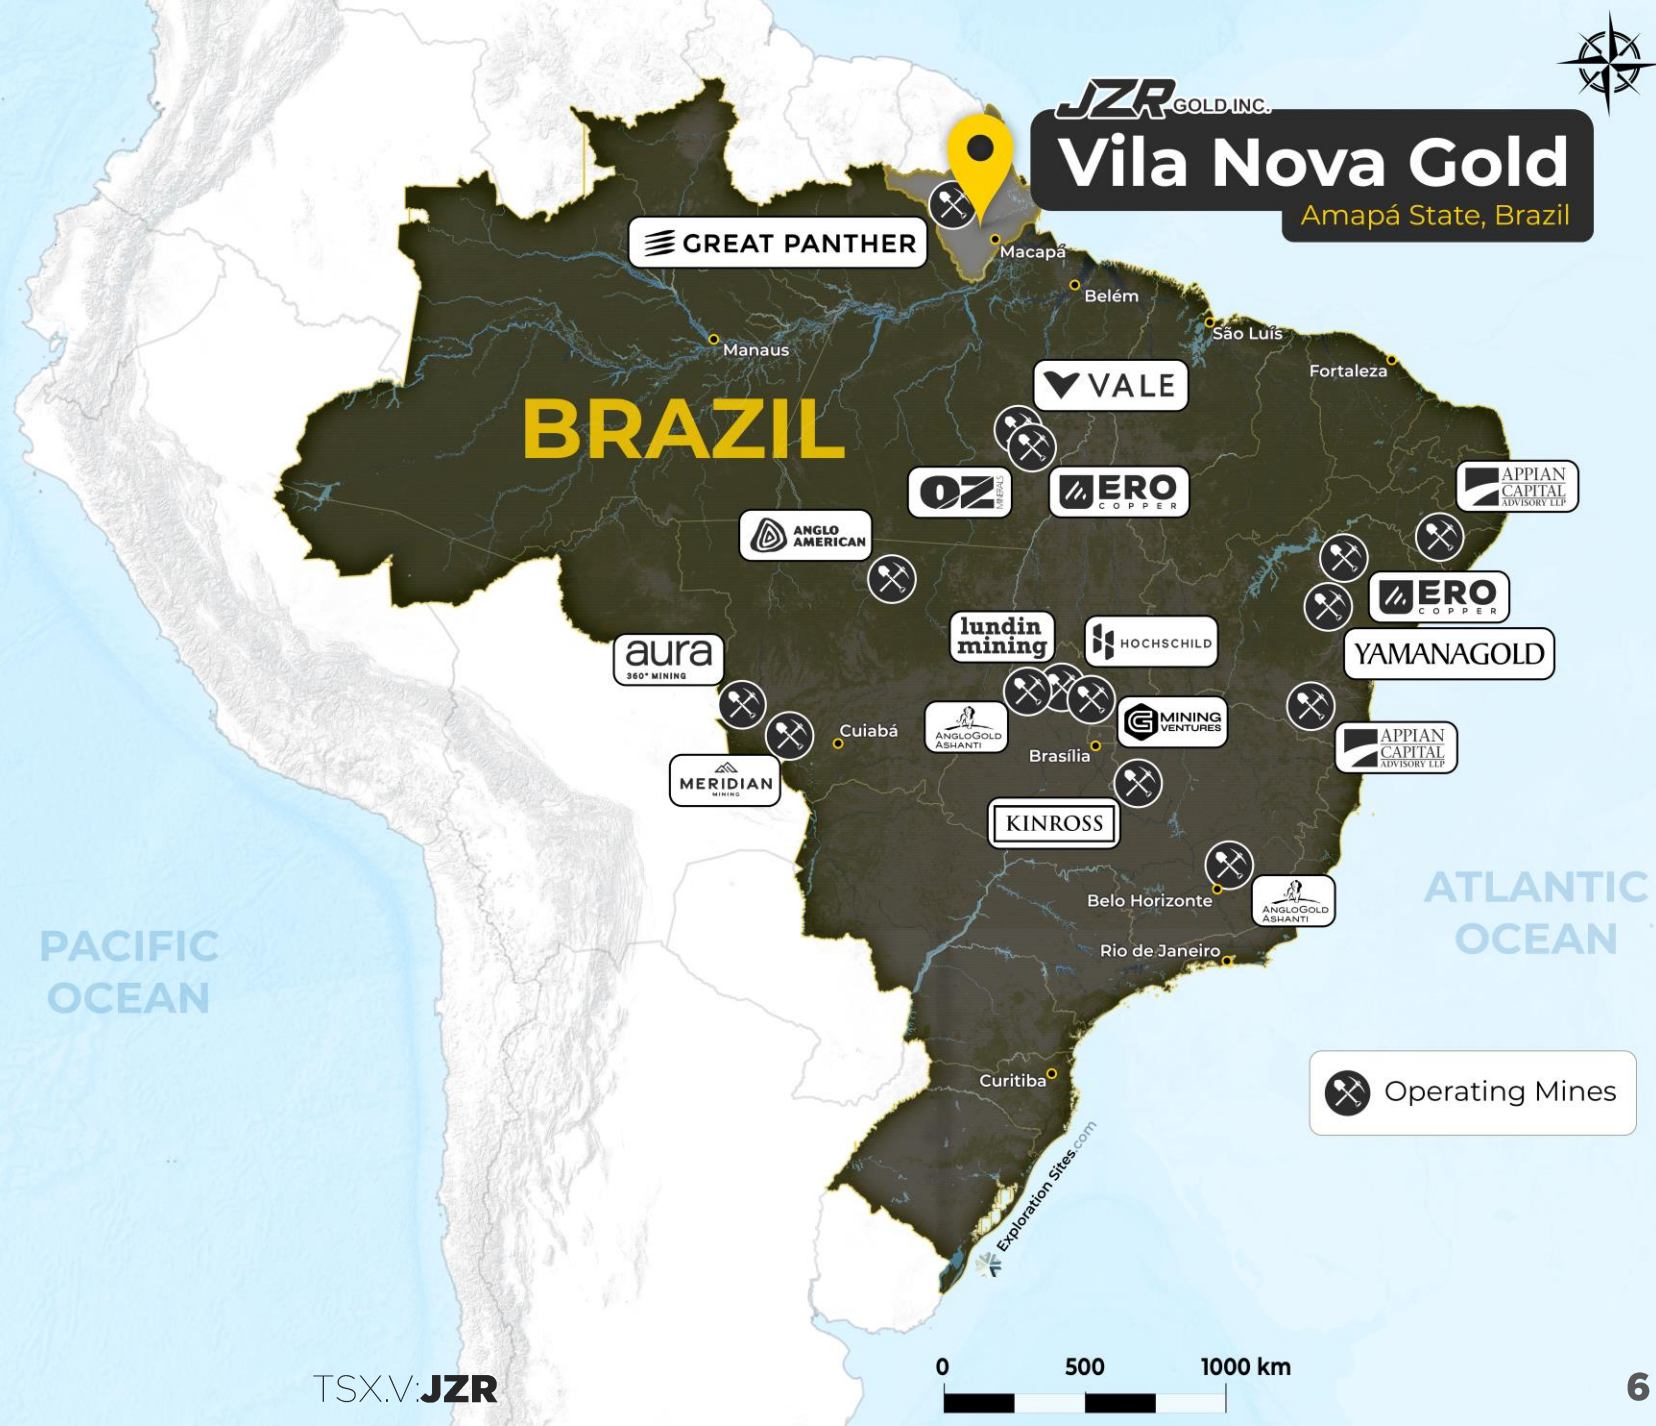 JZR GOLD INC.
Vila Nova Gold
Amapá State, Brazil
GREAT PANTHER
Macapá
Belém
São Luís
Manaus
Fortaleza
VALE
BRAZIL
OZ MINERALS
ERO
COPPER
APPIAN
CAPITAL
ADVISORY LLP
ANGLO
AMERICAN
ERO
COPPER
lundin
mining
HOCHSCHILD
YAMANAGOLD
aura
360° MINING
ANGLOGOLD
ASHANTI
G MINING
VENTURES
Cuiabá
Brasília
APPIAN
CAPITAL
ADVISORY LLP
MERIDIAN
MINING
KINROSS
Belo Horizonte
ANGLOGOLD
ASHANTI
ATLANTIC
OCEAN
PACIFIC
OCEAN
Rio de Janeiro
Curitiba
Operating Mines
Exploration Sites.com
0 500 1000 km
TSX.V:JZR
6